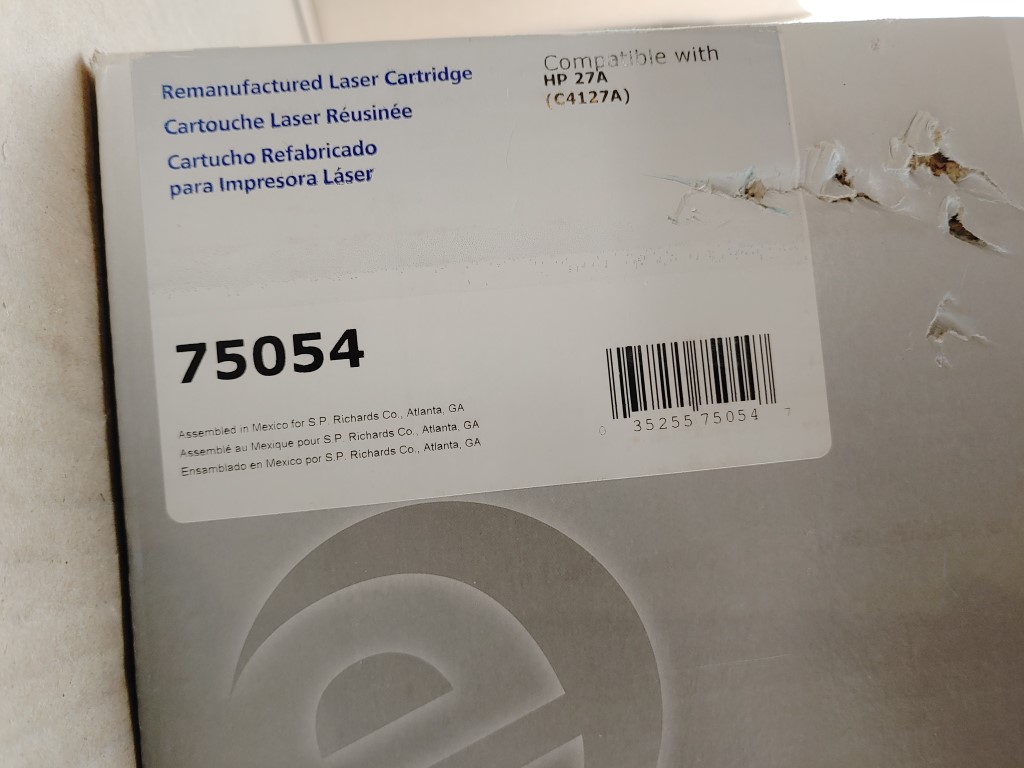 Remanufactured Laser Cartridge
Cartouche Laser Réusinée
Cartucho Refabricado
para Impresora Láser
Compatible with
HP 27A
(C4127A)
75054
Assembled in Mexico for S.P. Richards Co., Atlanta, GA
Assemblé au Mexique pour S.P. Richards Co., Atlanta, GA
Ensamblado en Mexico por S.P. Richards Co., Atlanta, GA
0 35255 75054 7
e